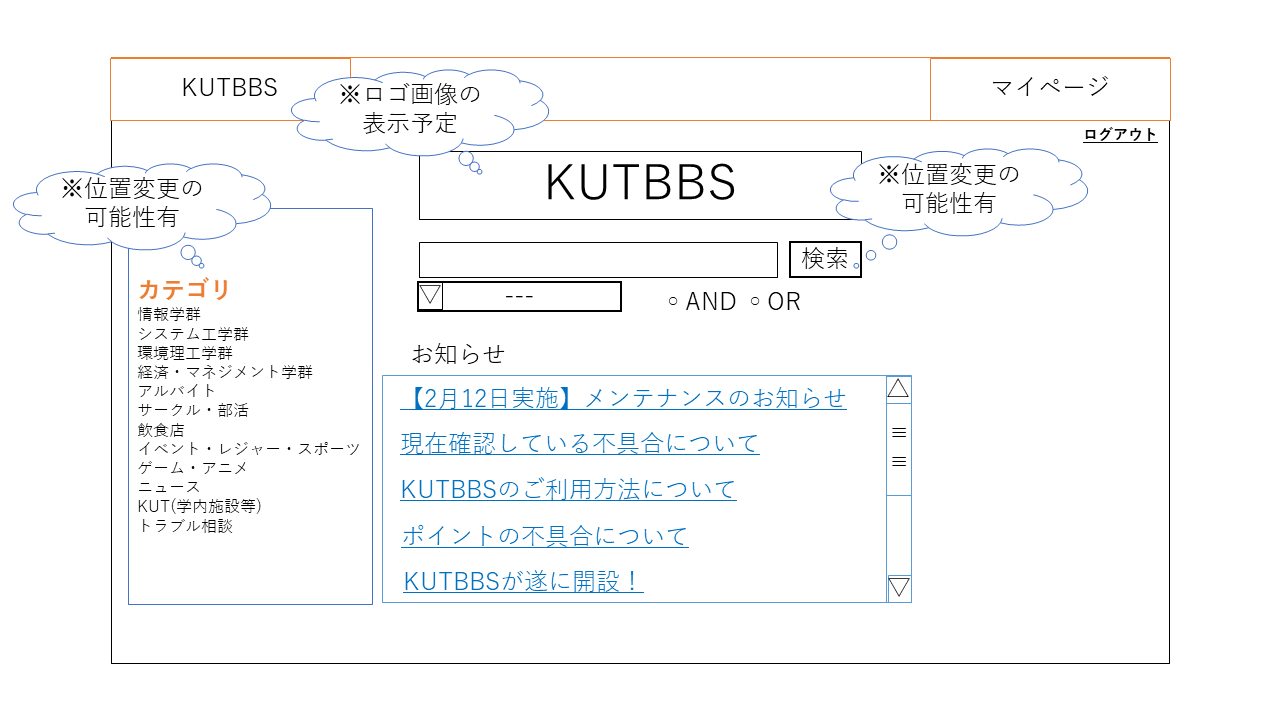 KUTBBS
※ロゴ画像の
表示予定
マイページ
ログアウト
※位置変更の
可能性有
KUTBBS
※位置変更の
可能性有
検索
---
AND
OR
カテゴリ
情報学群
システム工学群
環境理工学群
経済・マネジメント学群
アルバイト
サークル・部活
飲食店
イベント・レジャー・スポーツ
ゲーム・アニメ
ニュース
KUT(学内施設等)
トラブル相談
お知らせ
【2月12日実施】メンテナンスのお知らせ
現在確認している不具合について
KUTBBSのご利用方法について
ポイントの不具合について
KUTBBSが遂に開設！